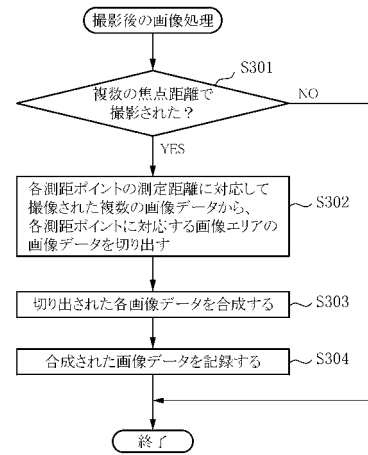 撮影後の画像処理
S301
複数の焦点距離で
撮影された？
NO
YES
各測距ポイントの測定距離に対応して
撮像された複数の画像データから、
各測距ポイントに対応する画像エリアの
画像データを切り出す
S302
切り出された各画像データを合成する
S303
合成された画像データを記録する
S304
終了